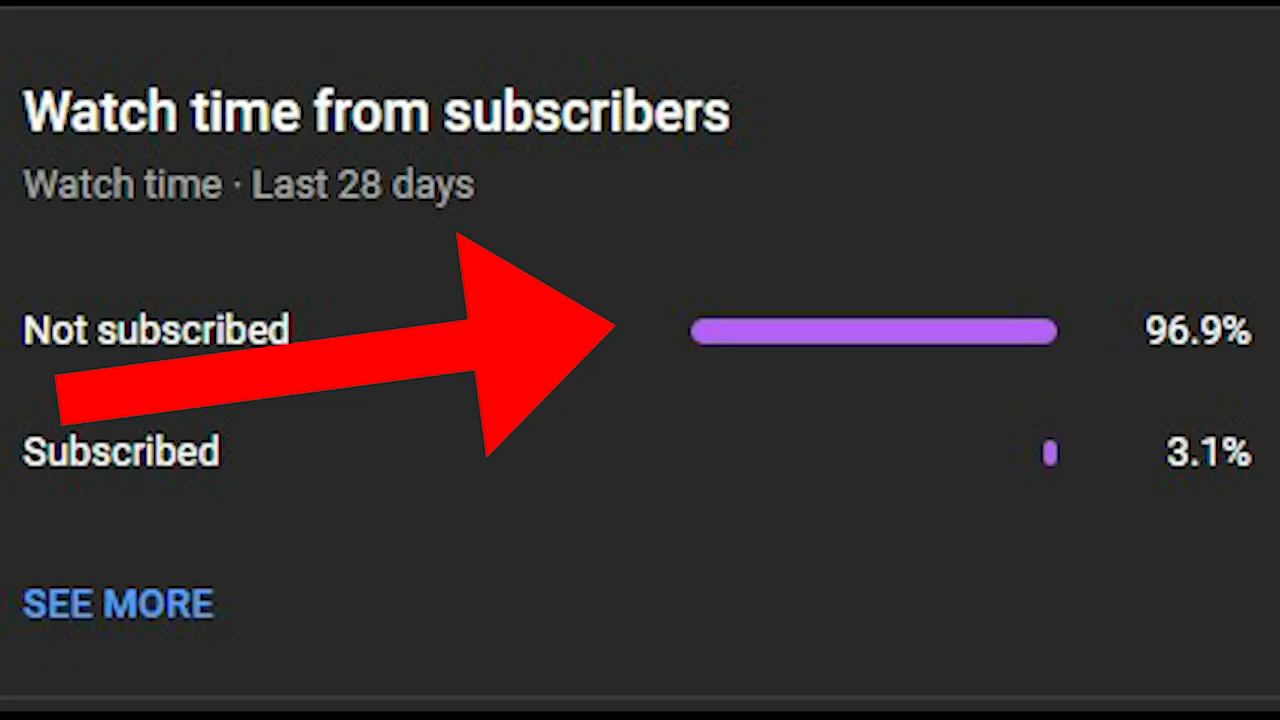 Watch time from subscribers
Watch time · Last 28 days
Not subscribed 96.9%
Subscribed 3.1%
SEE MORE